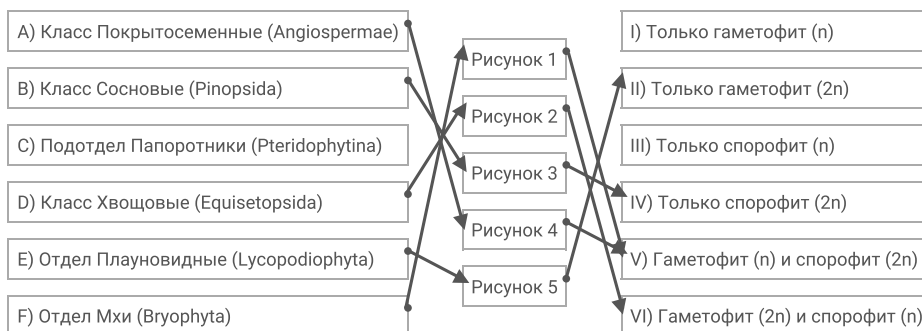 A) Класс Покрытосеменные (Angiospermae)
B) Класс Сосновые (Pinopsida)
C) Подотдел Папоротники (Pteridophytina)
D) Класс Хвощовые (Equisetopsida)
E) Отдел Плауновидные (Lycopodiophyta)
F) Отдел Мхи (Bryophyta)
Рисунок 1
Рисунок 2
Рисунок 3
Рисунок 4
Рисунок 5
I) Только гаметофит (n)
II) Только гаметофит (2n)
III) Только спорофит (n)
IV) Только спорофит (2n)
V) Гаметофит (n) и спорофит (2n)
VI) Гаметофит (2n) и спорофит (n)